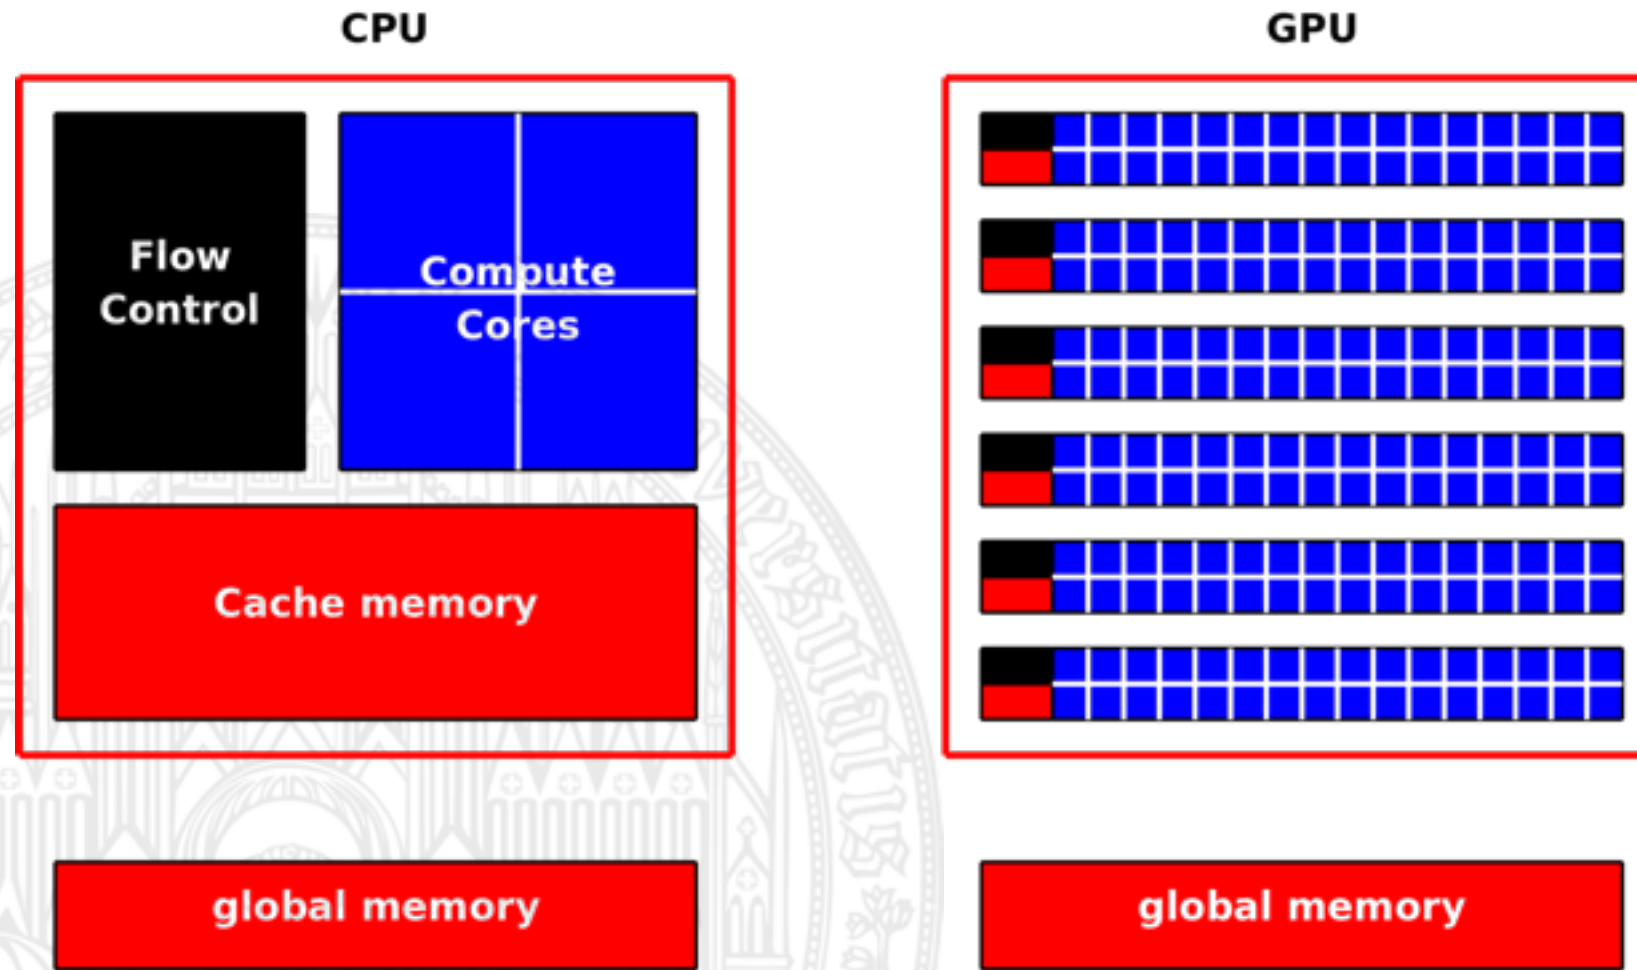 CPU
GPU
Flow
Control
Compute
Cores
Cache memory
global memory
global memory